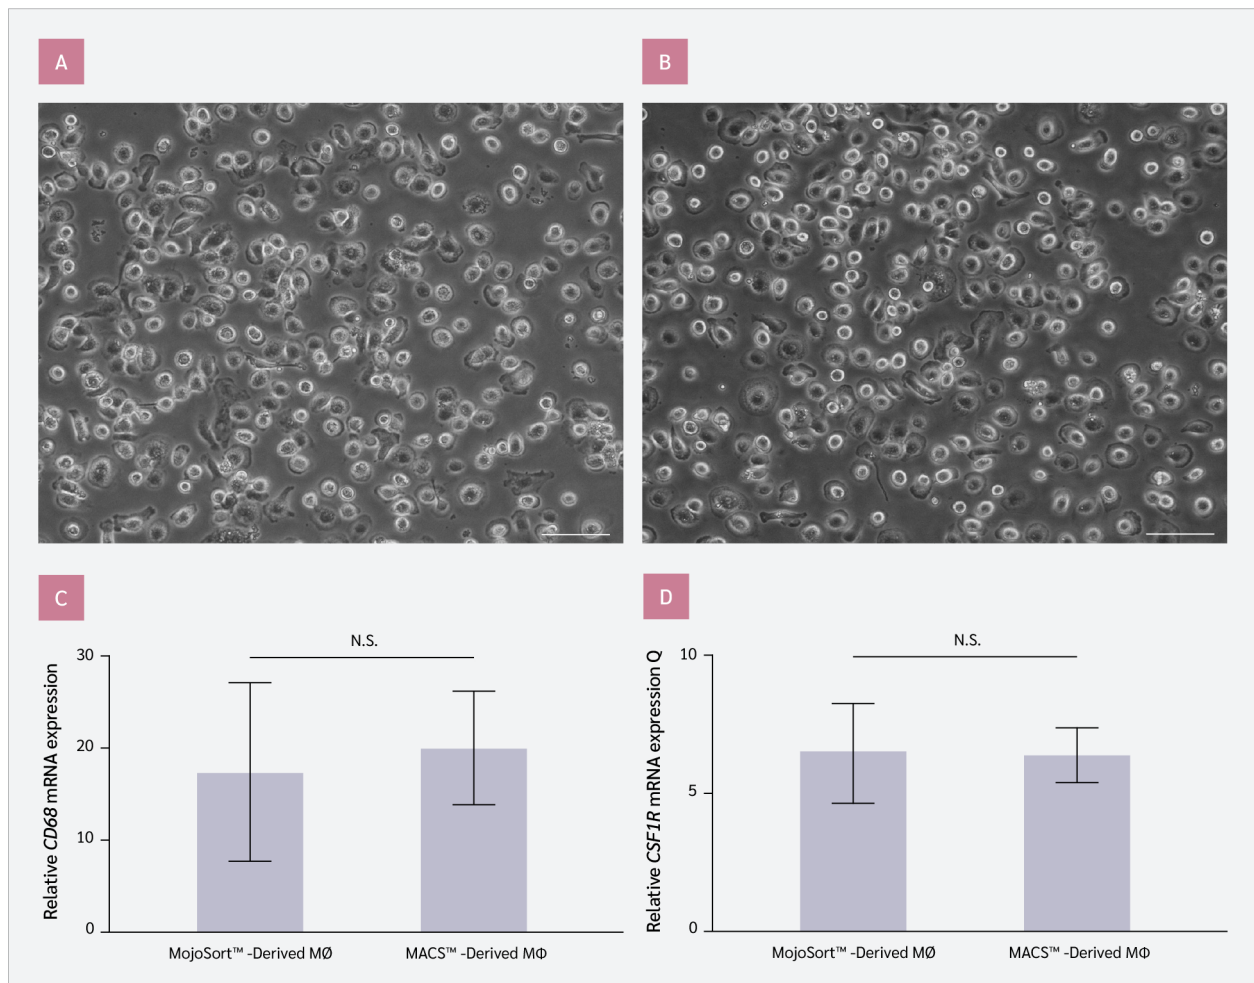 A
B
C
N.S.
30
20
10
0
Relative CD68 mRNA expression
MojoSort™ -Derived MØ
MACS™ -Derived MΦ
D
N.S.
10
5
0
Relative CSF1R mRNA expression Q
MojoSort™ -Derived MØ
MACS™ -Derived MΦ